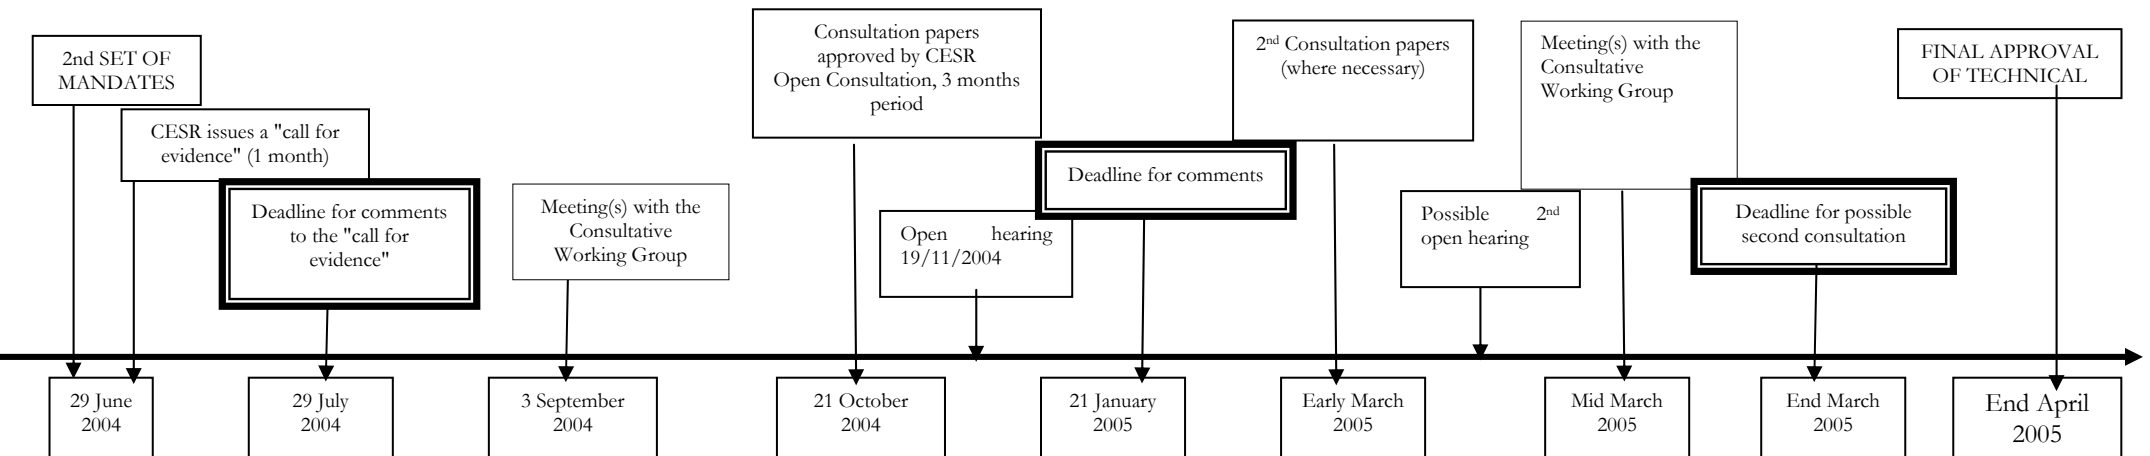 2nd SET OF
MANDATES
CESR issues a "call for
evidence" (1 month)
Deadline for comments
to the "call for
evidence"
Meeting(s) with the
Consultative
Working Group
Consultation papers
approved by CESR
Open Consultation, 3 months
period
Open hearing
19/11/2004
Deadline for comments
2nd Consultation papers
(where necessary)
Possible 2nd
open hearing
Meeting(s) with the
Consultative
Working Group
Deadline for possible
second consultation
FINAL APPROVAL
OF TECHNICAL
29 June
2004
29 July
2004
3 September
2004
21 October
2004
21 January
2005
Early March
2005
Mid March
2005
End March
2005
End April
2005